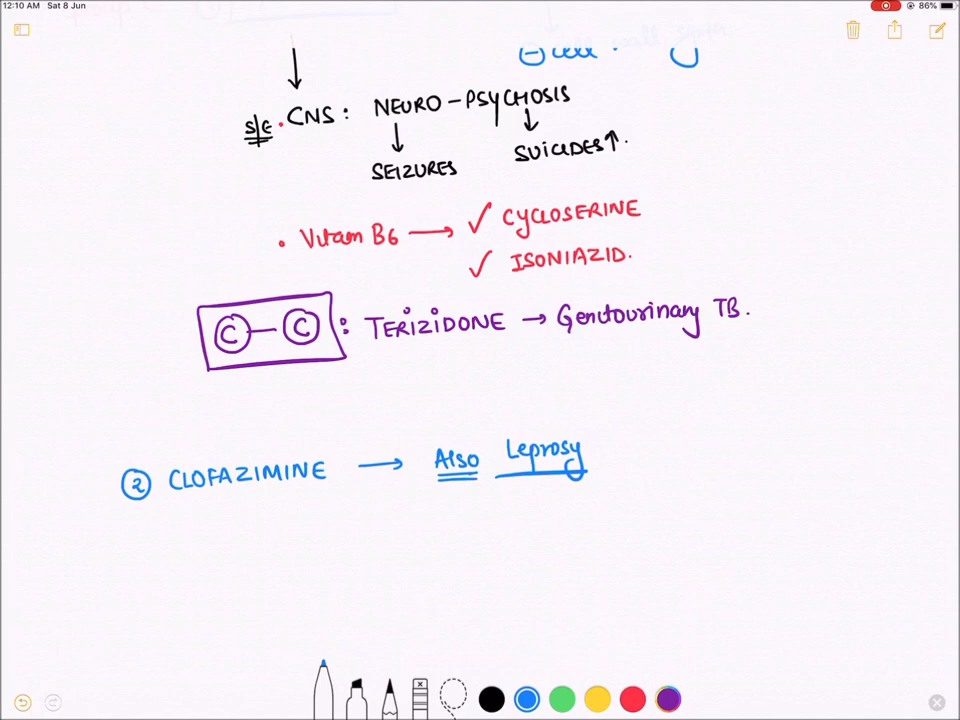 12:10 AM Sat 8 Jun
86%
cell
S/E • CNS : NEURO - PSYCHOSIS
SEIZURES
SUICIDES ↑.
• Vitam B6 → ✓ CYCLOSERINE
✓ ISONIAZID.
C — C : TERIZIDONE → Genitourinary TB.
② CLOFAZIMINE → Also Leprosy